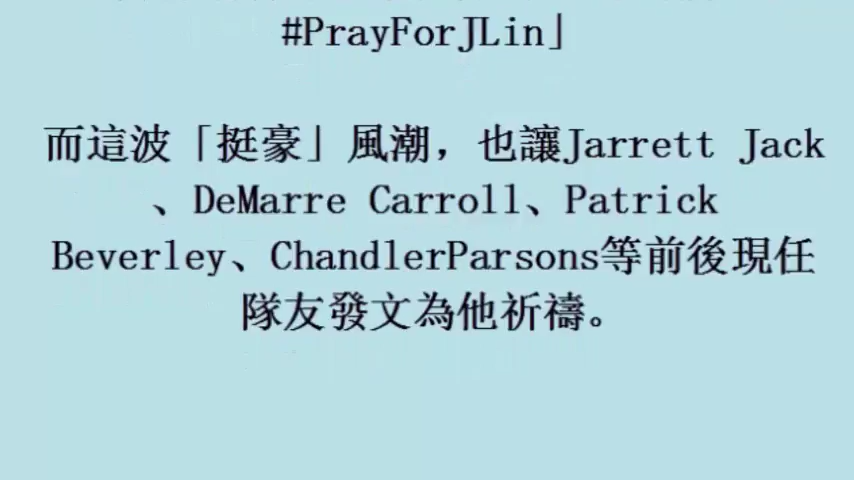 #PrayForJLin」
而這波「挺豪」風潮，也讓Jarrett Jack
、DeMarre Carroll、Patrick
Beverley、ChandlerParsons等前後現任
隊友發文為他祈禱。